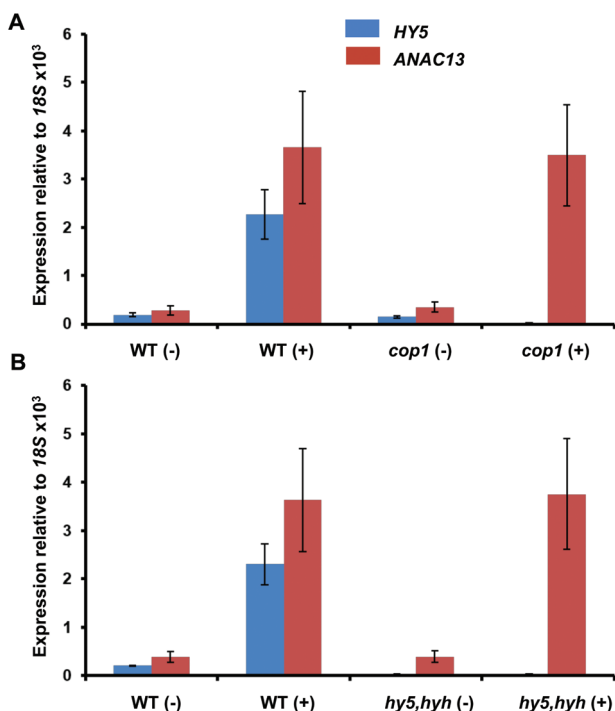 A
HY5
ANAC13
Expression relative to 18S x10³
6
5
4
3
2
1
0
WT (-) WT (+) cop1 (-) cop1 (+)
B
Expression relative to 18S x10³
6
5
4
3
2
1
0
WT (-) WT (+) hy5,hyh (-) hy5,hyh (+)